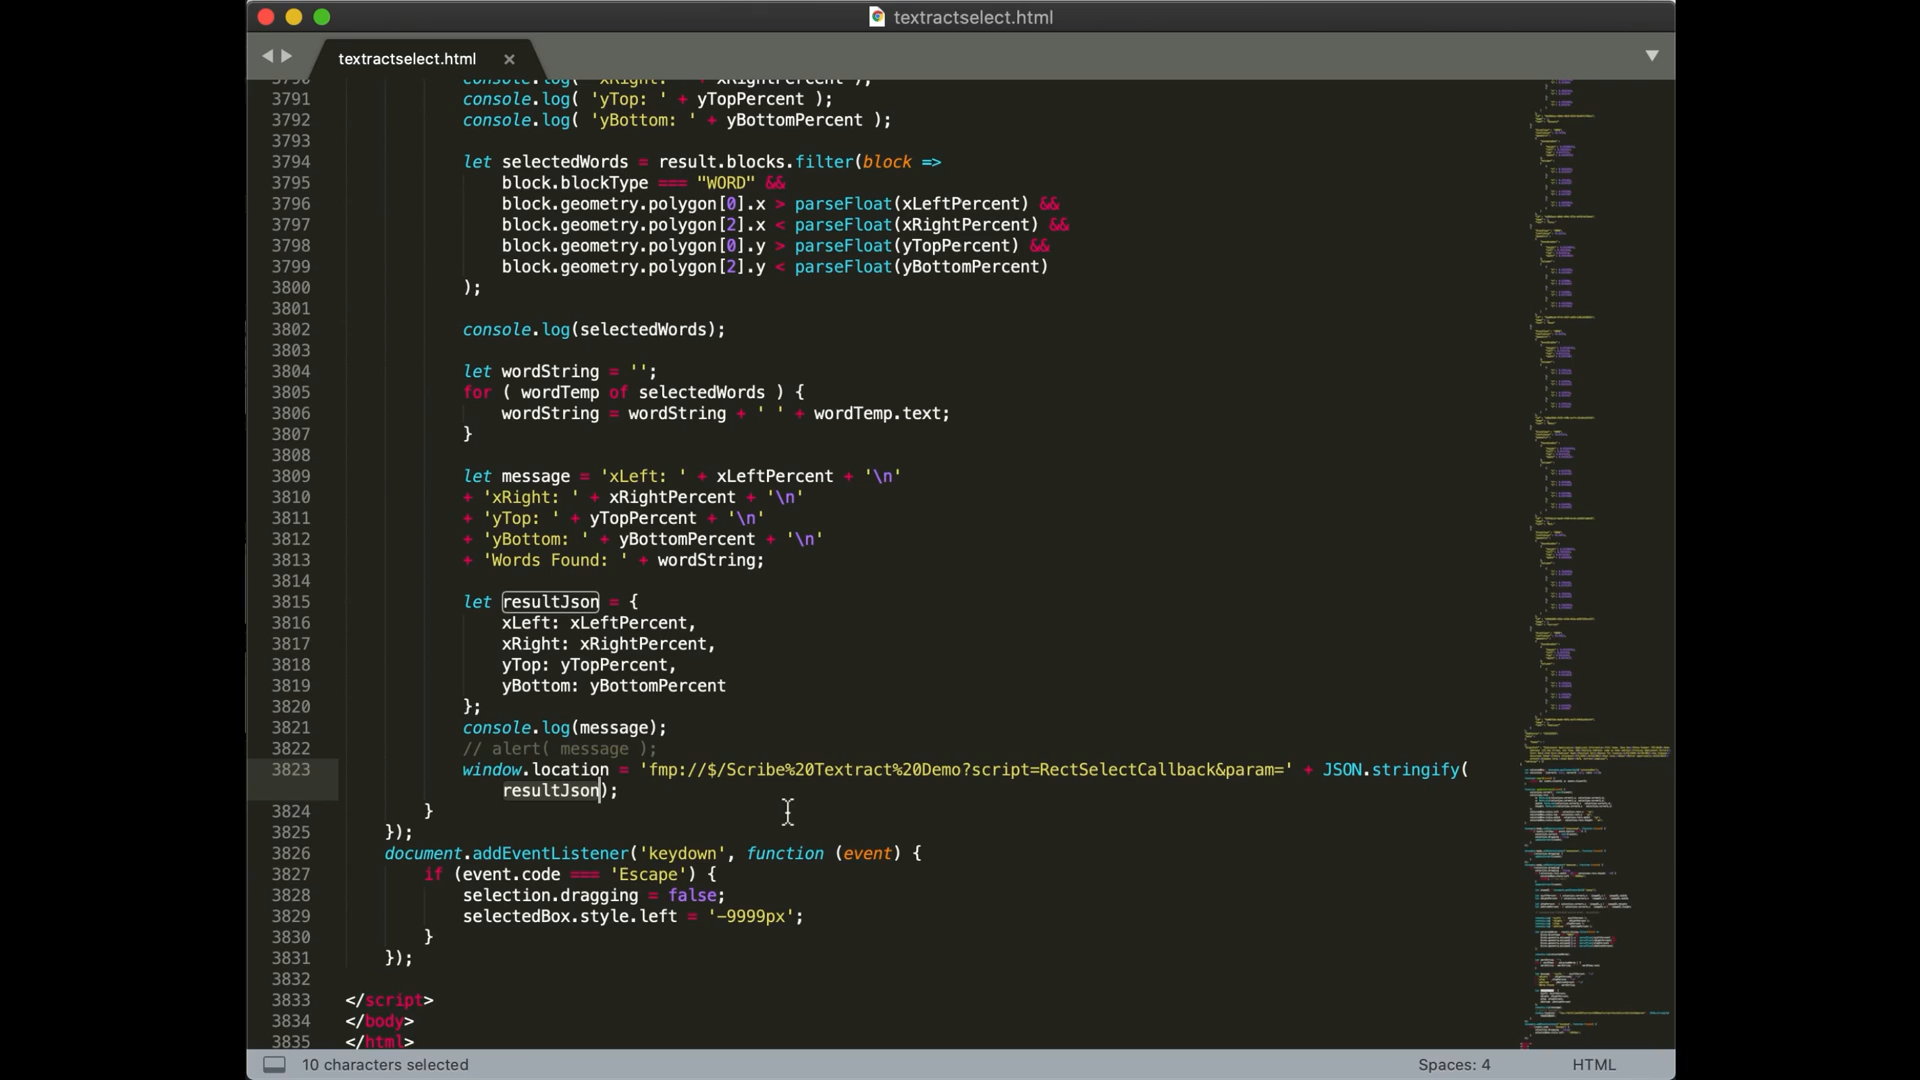 textractselect.html
textractselect.html ×
3790 console.log( 'xRight: ' + xRightPercent );
3791 console.log( 'yTop: ' + yTopPercent );
3792 console.log( 'yBottom: ' + yBottomPercent );
3793
3794 let selectedWords = result.blocks.filter(block =>
3795 block.blockType === "WORD" &&
3796 block.geometry.polygon[0].x > parseFloat(xLeftPercent) &&
3797 block.geometry.polygon[2].x < parseFloat(xRightPercent) &&
3798 block.geometry.polygon[0].y > parseFloat(yTopPercent) &&
3799 block.geometry.polygon[2].y < parseFloat(yBottomPercent)
3800 );
3801
3802 console.log(selectedWords);
3803
3804 let wordString = '';
3805 for ( wordTemp of selectedWords ) {
3806 wordString = wordString + ' ' + wordTemp.text;
3807 }
3808
3809 let message = 'xLeft: ' + xLeftPercent + '\n'
3810 + 'xRight: ' + xRightPercent + '\n'
3811 + 'yTop: ' + yTopPercent + '\n'
3812 + 'yBottom: ' + yBottomPercent + '\n'
3813 + 'Words Found: ' + wordString;
3814
3815 let resultJson = {
3816 xLeft: xLeftPercent,
3817 xRight: xRightPercent,
3818 yTop: yTopPercent,
3819 yBottom: yBottomPercent
3820 };
3821 console.log(message);
3822 // alert( message );
3823 window.location = 'fmp://$/Scribe%20Textract%20Demo?script=RectSelectCallback&param=' + JSON.stringify(
resultJson);
3824 }
3825 });
3826 document.addEventListener('keydown', function (event) {
3827 if (event.code === 'Escape') {
3828 selection.dragging = false;
3829 selectedBox.style.left = '-9999px';
3830 }
3831 });
3832
3833 </script>
3834 </body>
3835 </html>
10 characters selected
Spaces: 4
HTML